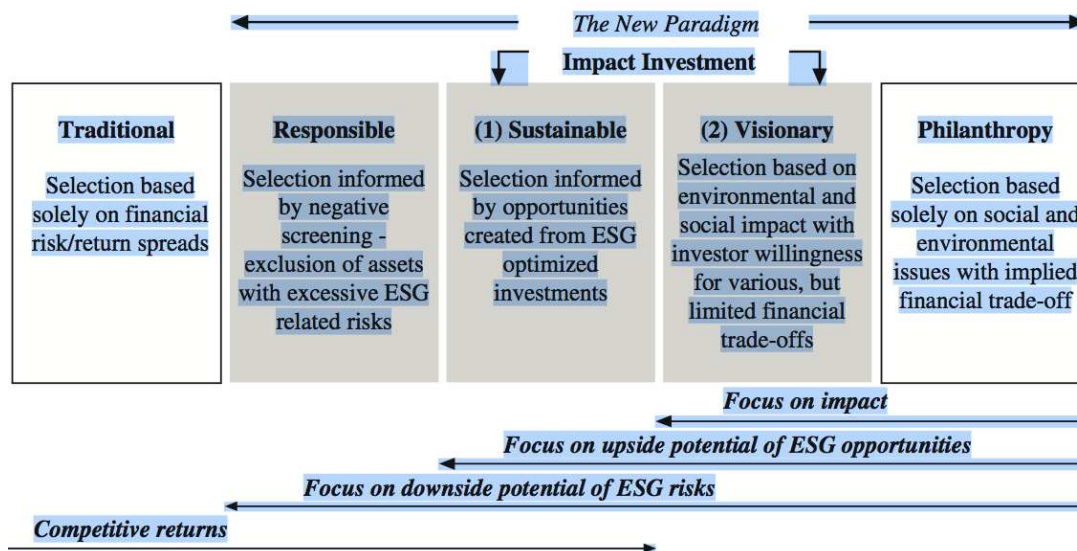 The New Paradigm
Impact Investment
Traditional
Selection based
solely on financial
risk/return spreads
Responsible
Selection informed
by negative
screening -
exclusion of assets
with excessive ESG
related risks
(1) Sustainable
Selection informed
by opportunities
created from ESG
optimized
investments
(2) Visionary
Selection based on
environmental and
social impact with
investor willingness
for various, but
limited financial
trade-offs
Philanthropy
Selection based
solely on social and
environmental
issues with implied
financial trade-off
Focus on impact
Focus on upside potential of ESG opportunities
Focus on downside potential of ESG risks
Competitive returns